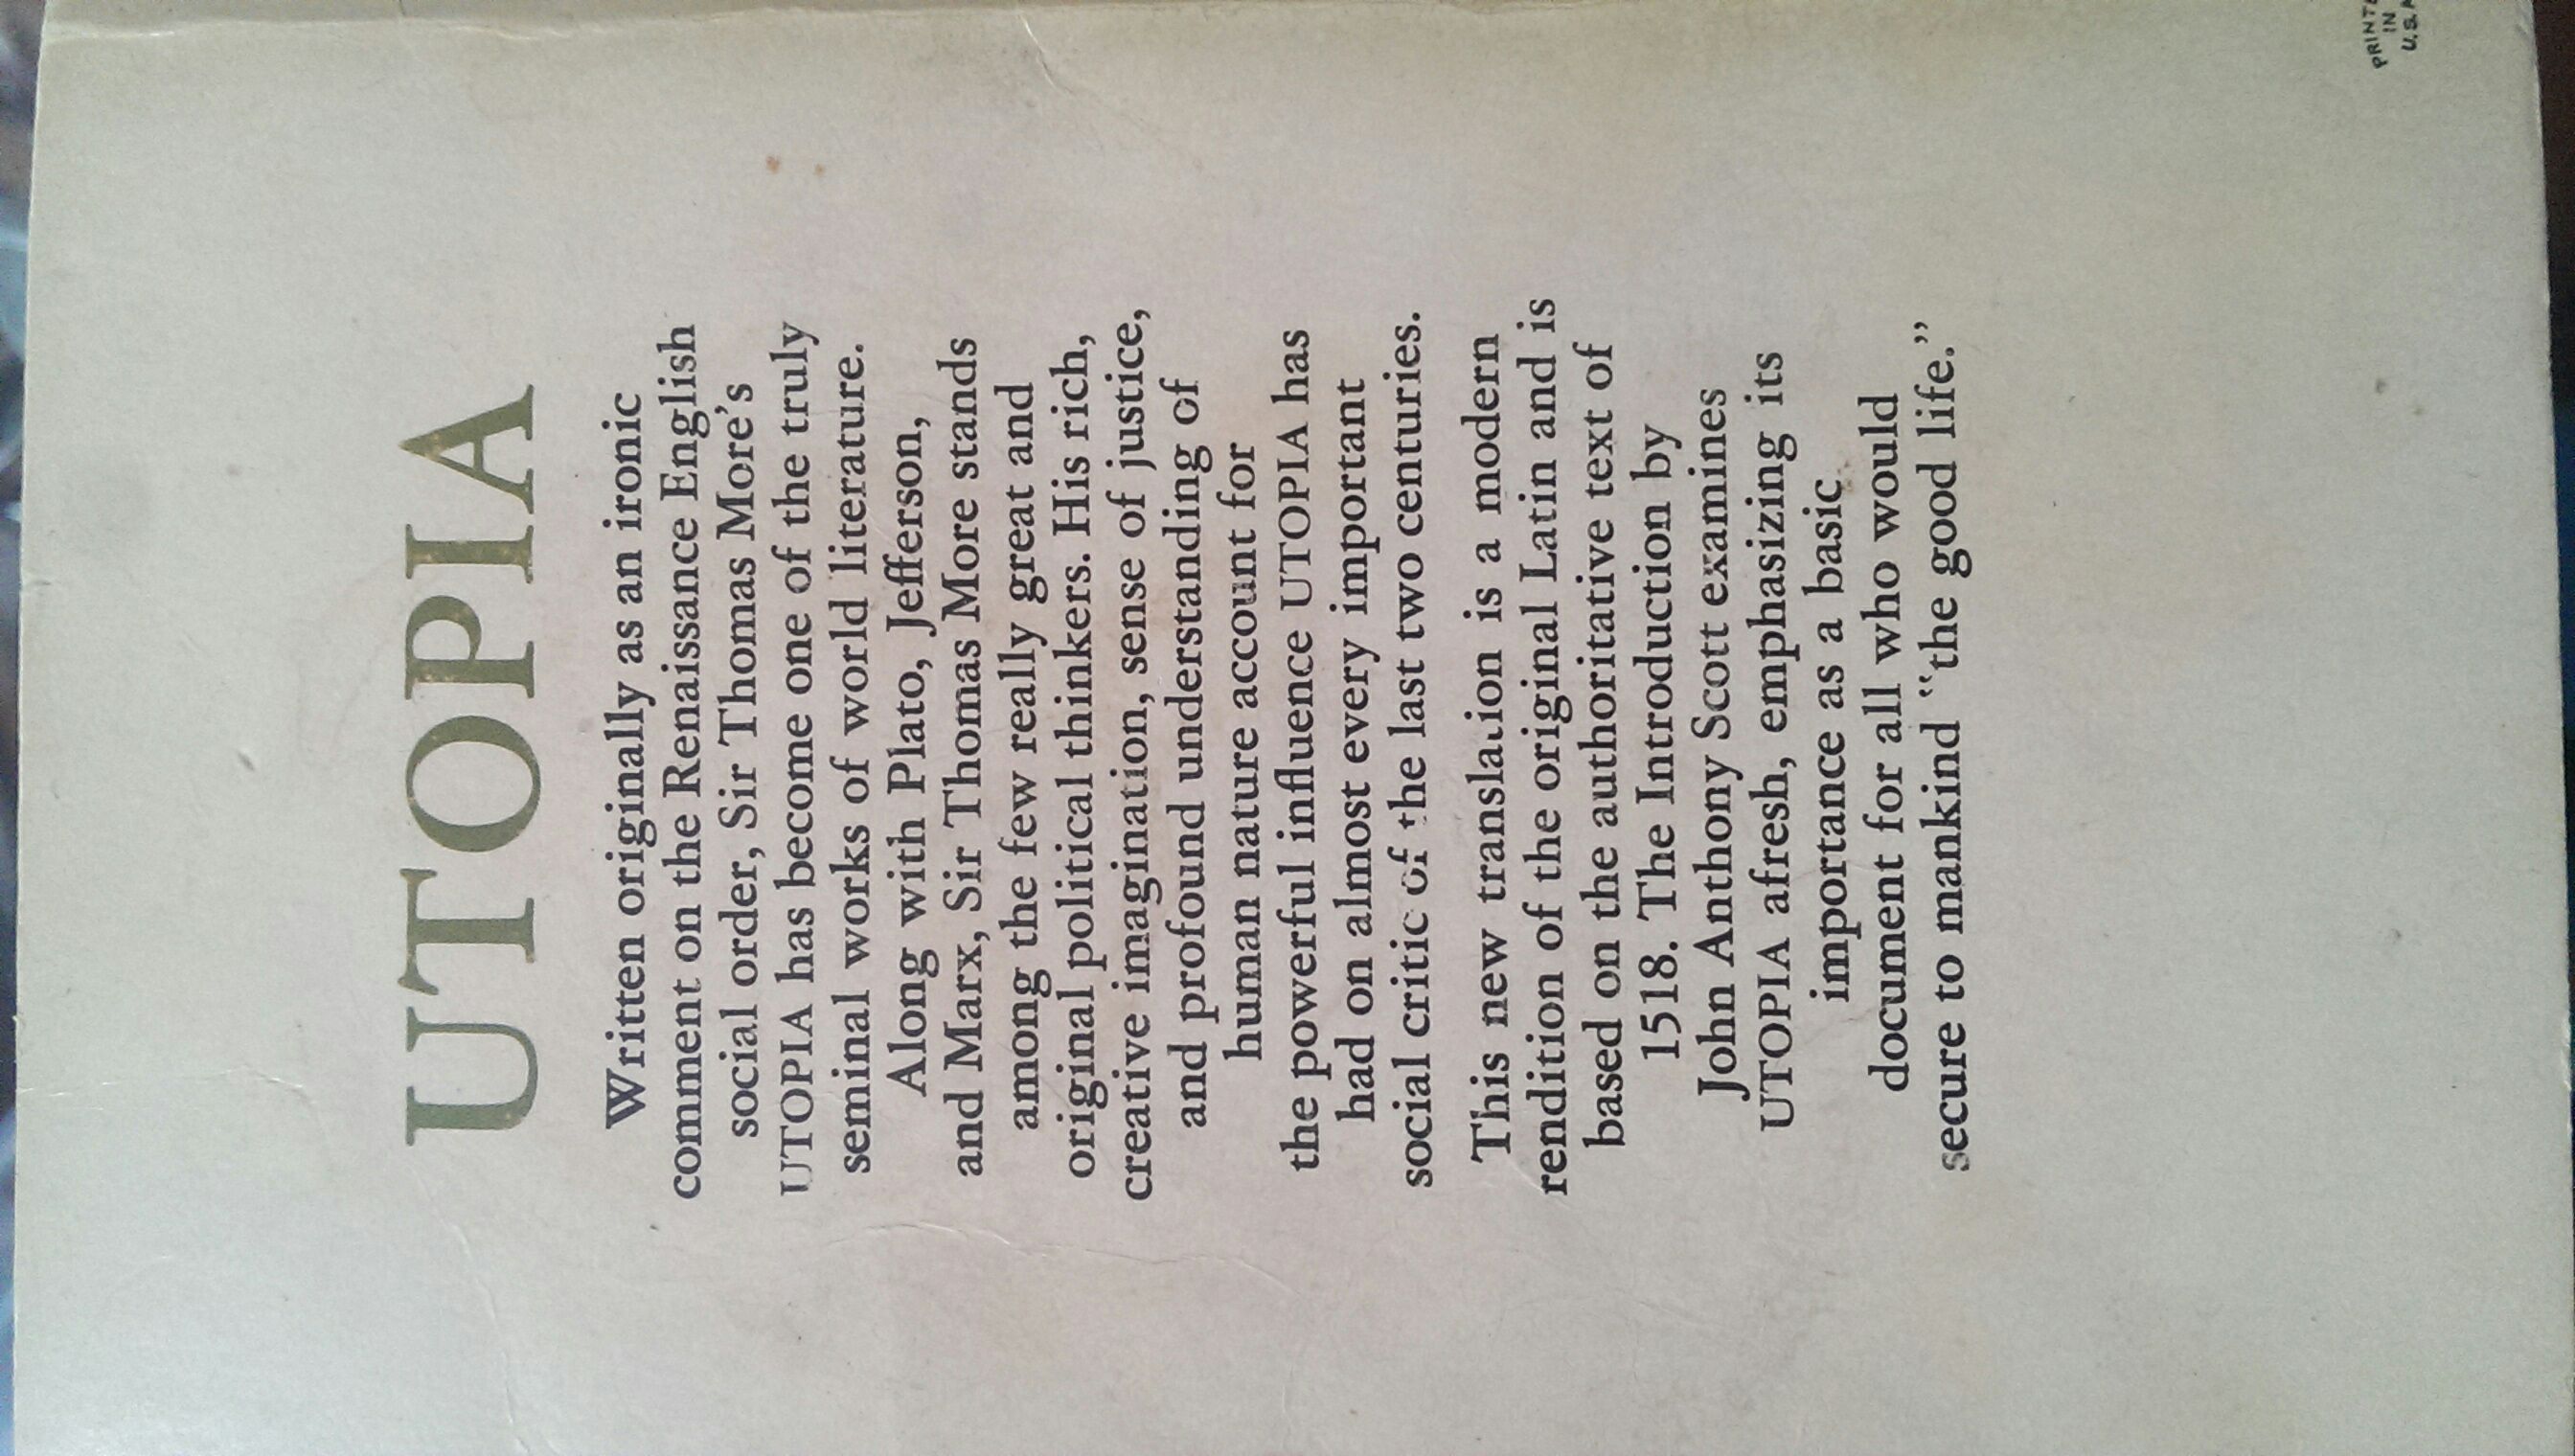 UTOPIA
Written originally as an ironic
comment on the Renaissance English
social order, Sir Thomas More's
UTOPIA has become one of the truly
seminal works of world literature.
Along with Plato, Jefferson,
and Marx, Sir Thomas More stands
among the few really great and
original political thinkers. His rich,
creative imagination, sense of justice,
and profound understanding of
human nature account for
the powerful influence UTOPIA has
had on almost every important
social critic of the last two centuries.
This new translation is a modern
rendition of the original Latin and is
based on the authoritative text of
1518. The Introduction by
John Anthony Scott examines
UTOPIA afresh, emphasizing its
importance as a basic
document for all who would
secure to mankind “the good life.”
PRINTE
IN
U.S.A